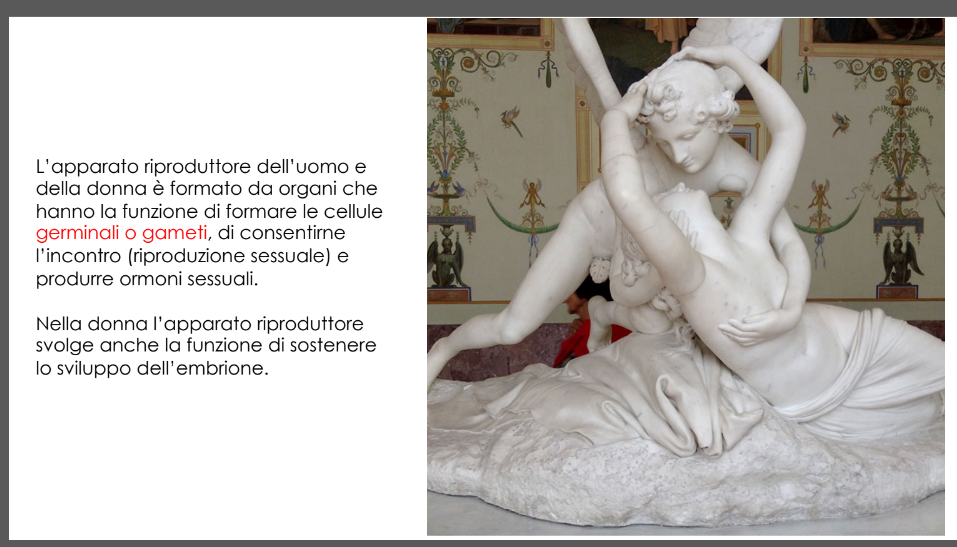 L’apparato riproduttore dell’uomo e
della donna è formato da organi che
hanno la funzione di formare le cellule
germinali o gameti, di consentirne
l’incontro (riproduzione sessuale) e
produrre ormoni sessuali.
Nella donna l’apparato riproduttore
svolge anche la funzione di sostenere
lo sviluppo dell’embrione.